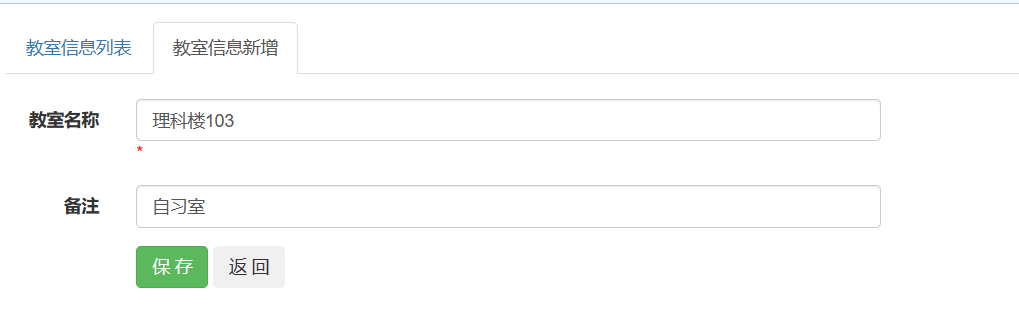 教室信息列表 教室信息新增
教室名称 理科楼103
*
备注 自习室
保 存 返 回